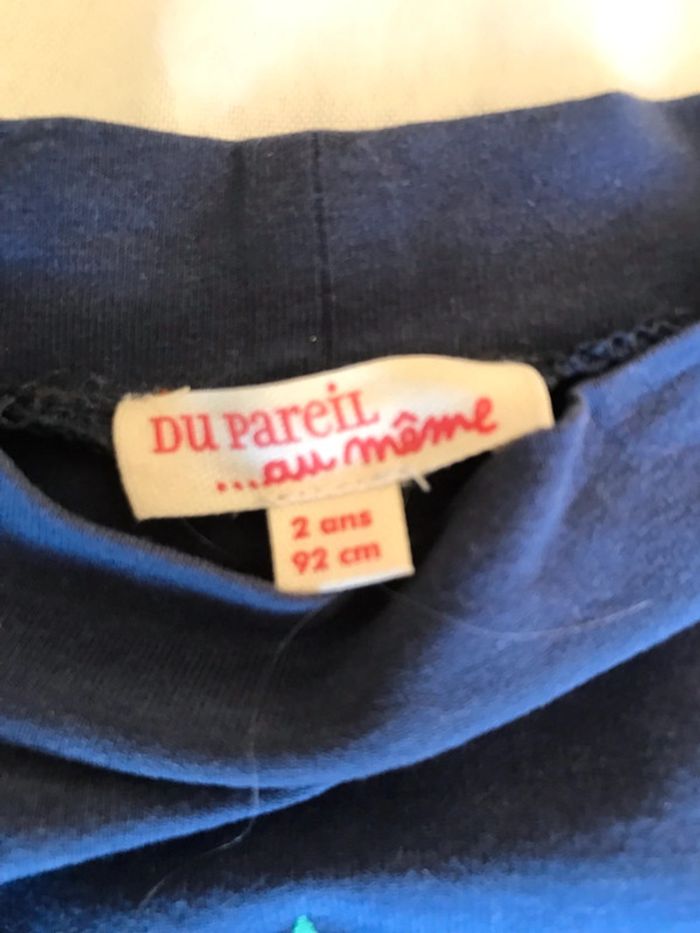 DU PAREIL
...au même
2 ans
92 cm